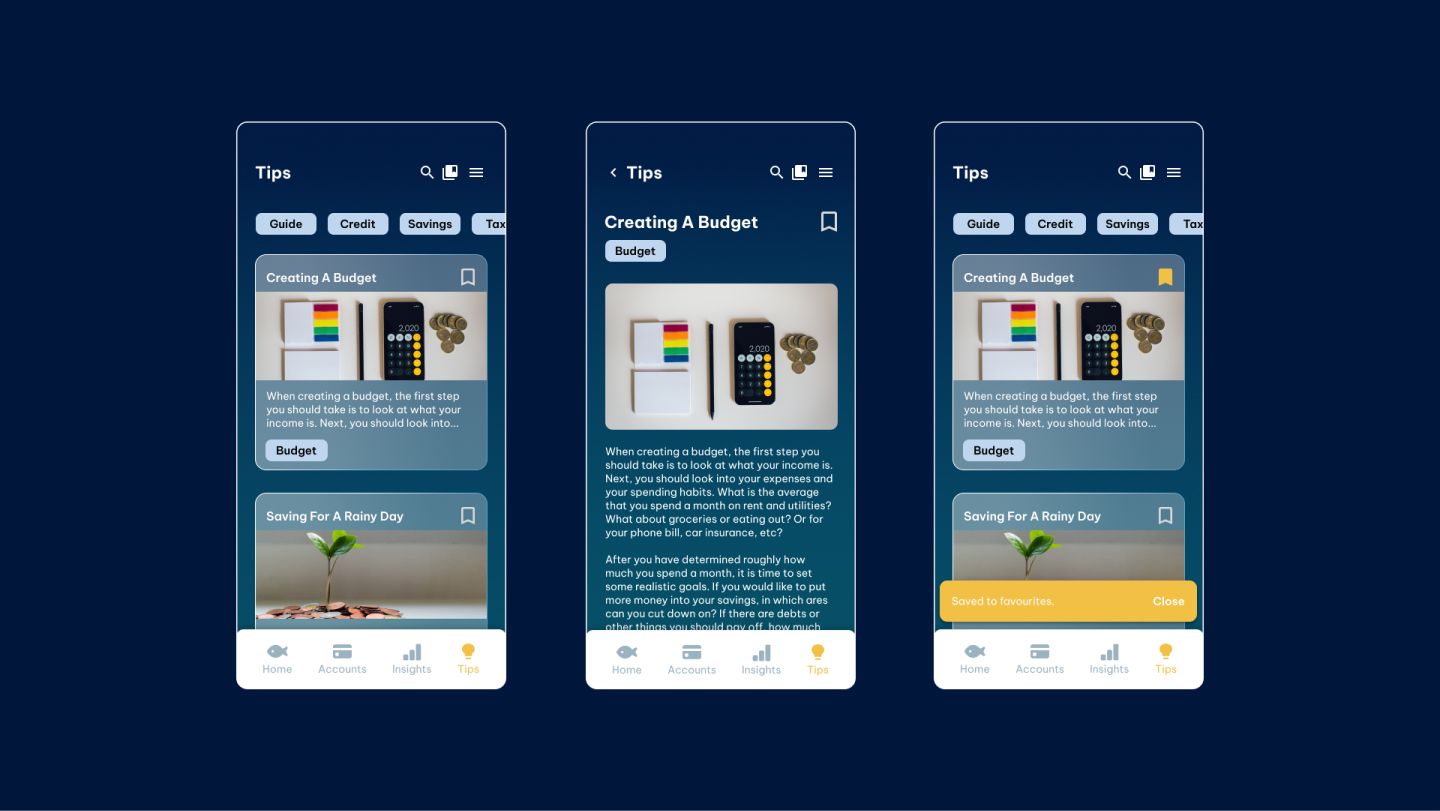 Tips
Guide Credit Savings Tax
Creating A Budget
2,020
When creating a budget, the first step
you should take is to look at what your
income is. Next, you should look into...
Budget
Saving For A Rainy Day
Home Accounts Insights Tips
Tips
Creating A Budget
Budget
2,020
When creating a budget, the first step you
should take is to look at what your income is.
Next, you should look into your expenses and
your spending habits. What is the average
that you spend a month on rent and utilities?
What about groceries or eating out? Or for
your phone bill, car insurance, etc?
After you have determined roughly how
much you spend a month, it is time to set
some realistic goals. If you would like to put
more money into your savings, in which ares
can you cut down on? If there are debts or
other things you should pay off, how much
Home Accounts Insights Tips
Tips
Guide Credit Savings Tax
Creating A Budget
2,020
When creating a budget, the first step
you should take is to look at what your
income is. Next, you should look into...
Budget
Saving For A Rainy Day
Saved to favourites. Close
Home Accounts Insights Tips